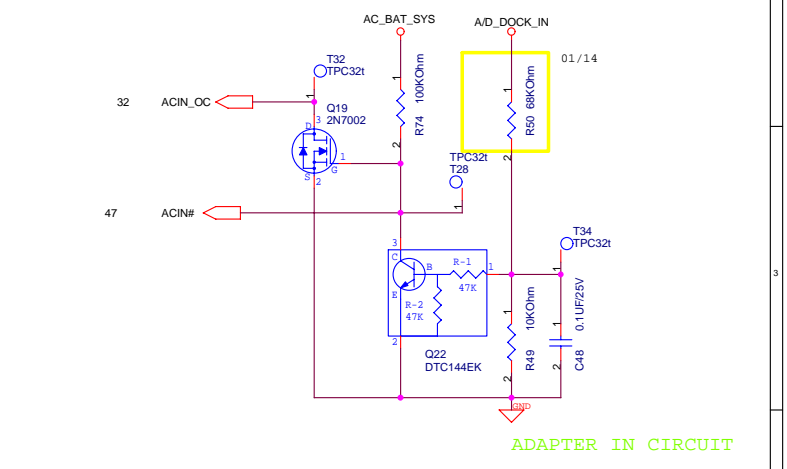 AC_BAT_SYS
A/D_DOCK_IN
01/14
T32
TPC32t
1
32
ACIN_OC
Q19
2N7002
D
3
G
1
S
2
1
R74 100KOhm
2
1
R50 68KOhm
2
TPC32t
T28
1
47
ACIN#
T34
TPC32t
1
3
C
B
E
R-1
47K
1
R-2
47K
2
Q22
DTC144EK
1
R49 10KOhm
2
1
C48 0.1UF/25V
2
GND
ADAPTER IN CIRCUIT
3